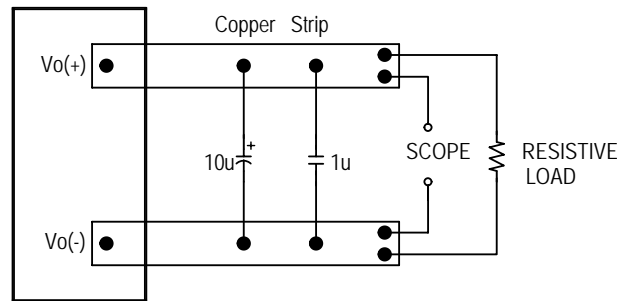 Copper Strip
Vo(+)
+
10u
1u
SCOPE
RESISTIVE
LOAD
Vo(-)